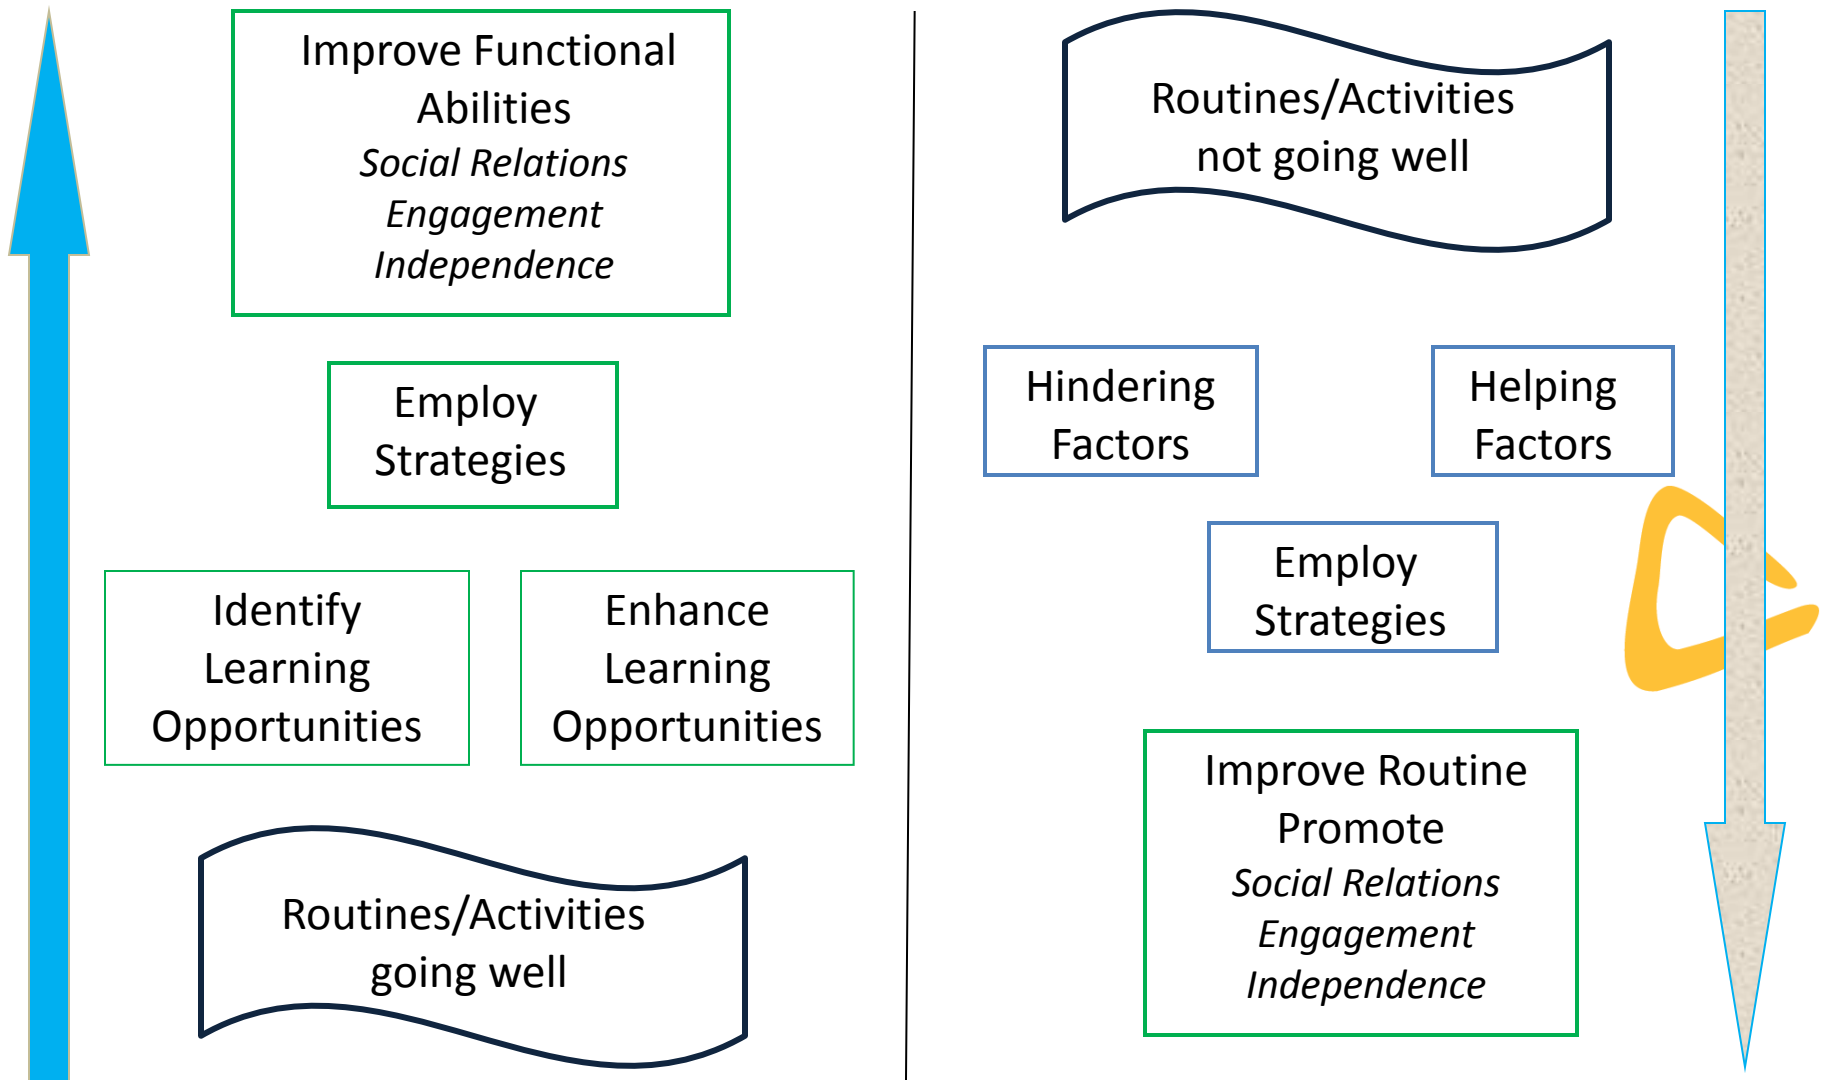 Improve Functional
Abilities
Social Relations
Engagement
Independence
Employ
Strategies
Identify
Learning
Opportunities
Enhance
Learning
Opportunities
Routines/Activities
going well
Routines/Activities
not going well
Hindering
Factors
Helping
Factors
Employ
Strategies
Improve Routine
Promote
Social Relations
Engagement
Independence